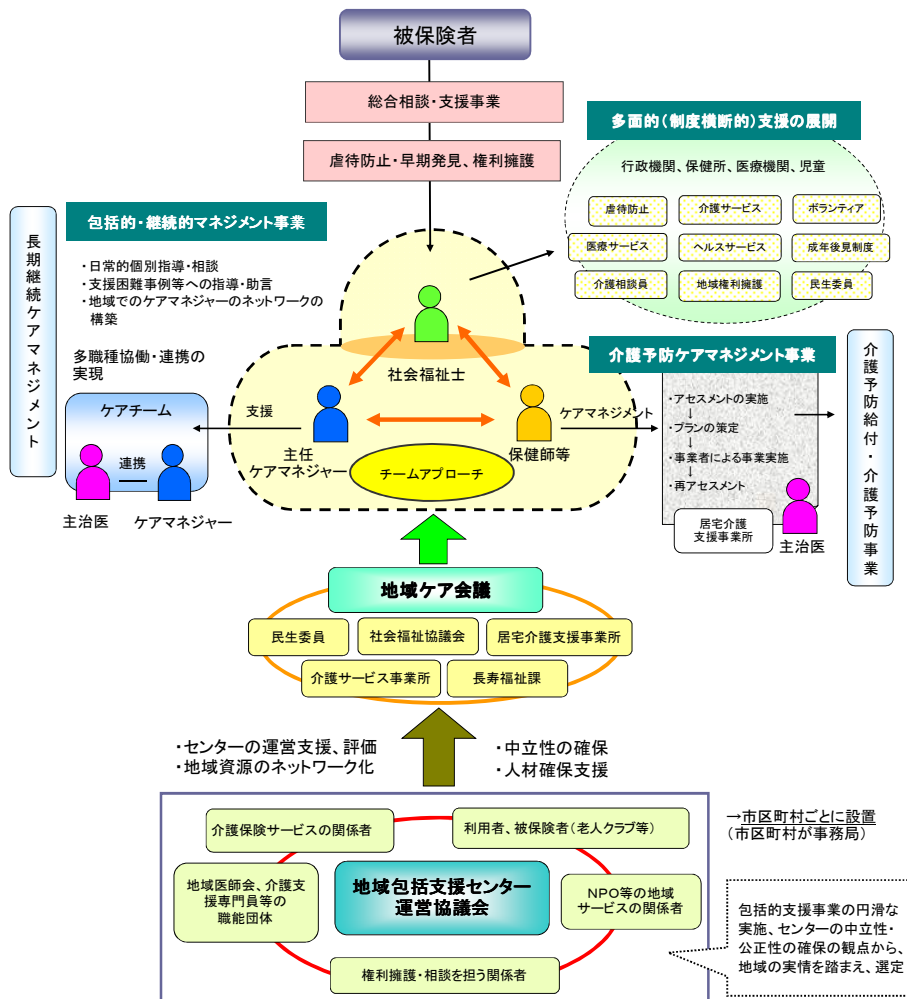 被保険者
総合相談・支援事業
虐待防止・早期発見、権利擁護
多面的(制度横断的)支援の展開
行政機関、保健所、医療機関、児童
虐待防止
介護サービス
ボランティア
医療サービス
ヘルスサービス
成年後見制度
介護相談員
地域権利擁護
民生委員
長期継続ケアマネジメント
包括的・継続的マネジメント事業
・日常的個別指導・相談
・支援困難事例等への指導・助言
・地域でのケアマネジャーのネットワークの
構築
多職種協働・連携の
実現
ケアチーム
連携
主治医
ケアマネジャー
支援
社会福祉士
主任
ケアマネジャー
保健師等
チームアプローチ
ケアマネジメント
介護予防ケアマネジメント事業
・アセスメントの実施
↓
・プランの策定
↓
・事業者による事業実施
↓
・再アセスメント
居宅介護
支援事業所
主治医
介護予防給付・介護予防事業
地域ケア会議
民生委員
社会福祉協議会
居宅介護支援事業所
介護サービス事業所
長寿福祉課
・センターの運営支援、評価
・地域資源のネットワーク化
・中立性の確保
・人材確保支援
介護保険サービスの関係者
利用者、被保険者(老人クラブ等)
地域医師会、介護支
援専門員等の
職能団体
地域包括支援センター
運営協議会
NPO等の地域
サービスの関係者
権利擁護・相談を担う関係者
→市区町村ごとに設置
(市区町村が事務局)
包括的支援事業の円滑な
実施、センターの中立性・
公正性の確保の観点から、
地域の実情を踏まえ、選定